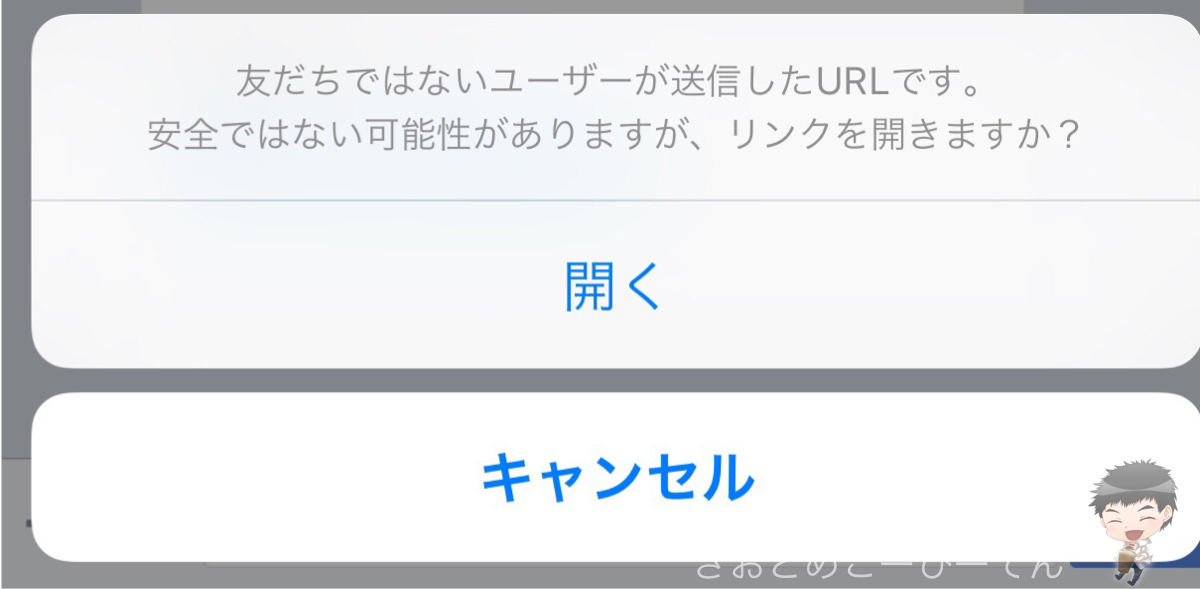 友だちではないユーザーが送信したURLです。
安全ではない可能性がありますが、リンクを開きますか？
開く
キャンセル
さおとめこーひーてん